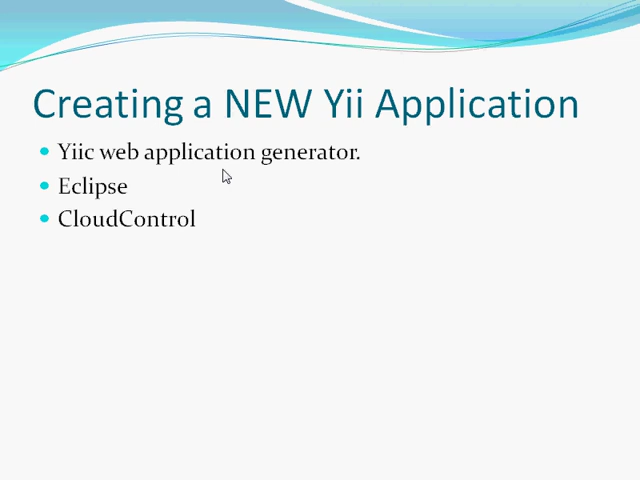 Creating a NEW Yii Application
Yiic web application generator.
Eclipse
CloudControl